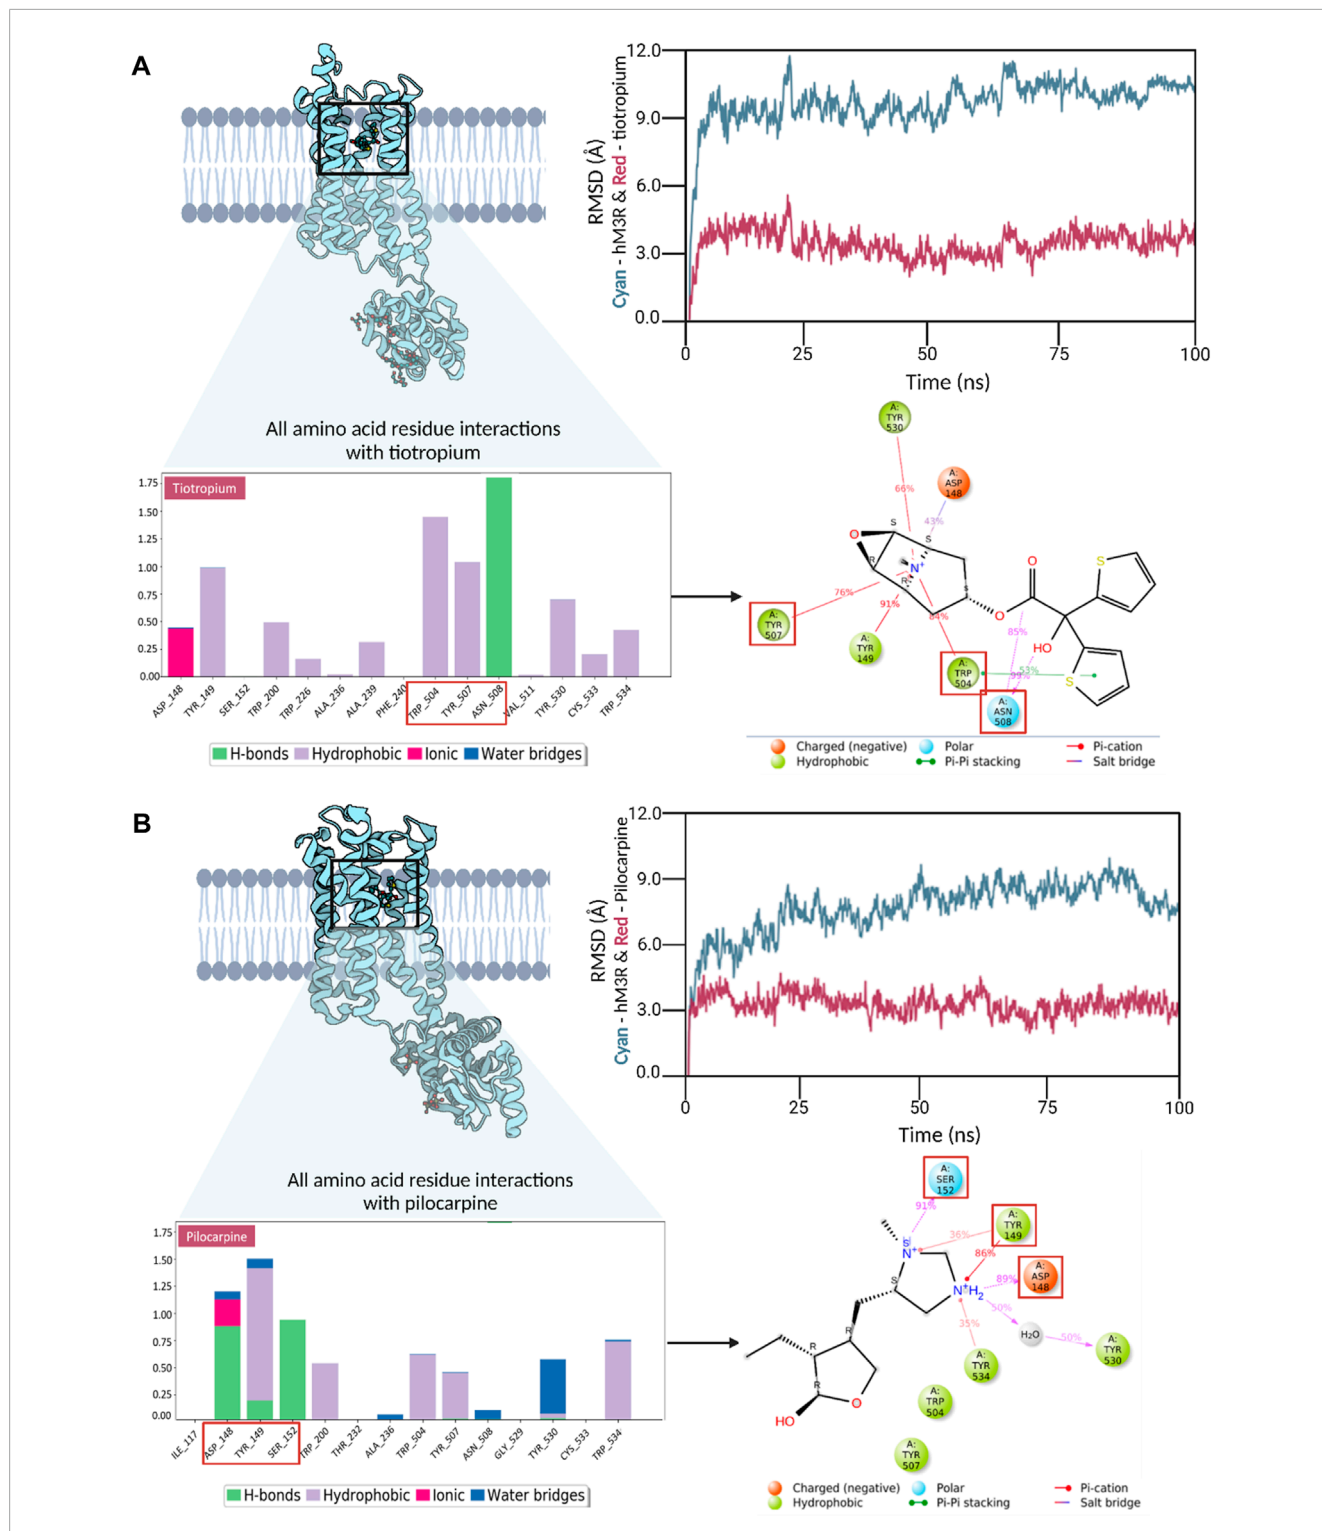 A
12.0
9.0
6.0
3.0
0.0
RMSD (Å)
Cyan - hM3R & Red - tiotropium
0
25
50
75
100
Time (ns)
All amino acid residue interactions
with tiotropium
Tiotropium
1.75
1.50
1.25
1.00
0.75
0.50
0.25
0.00
ASP_148
TYR_149
SER_152
TRP_200
TRP_226
ALA_236
ALA_239
PHE_240
TRP_504
TYR_507
ASN_508
VAL_511
TYR_530
CYS_533
TRP_534
H-bonds
Hydrophobic
Ionic
Water bridges
A:
TYR
530
A:
ASP
148
66%
43%
S
S
O
R
N+
R
S
76%
91%
84%
A:
TYR
507
A:
TYR
149
A:
TRP
504
A:
ASN
508
O
O
S
HO
S
85%
53%
99%
Charged (negative)
Polar
Pi-cation
Hydrophobic
Pi-Pi stacking
Salt bridge
B
12.0
9.0
6.0
3.0
0.0
RMSD (Å)
Cyan - hM3R & Red - Pilocarpine
0
25
50
75
100
Time (ns)
All amino acid residue interactions
with pilocarpine
Pilocarpine
1.75
1.50
1.25
1.00
0.75
0.50
0.25
0.00
ILE_117
ASP_148
TYR_149
SER_152
TRP_200
THR_232
ALA_236
TRP_504
TYR_507
ASN_508
GLY_529
TYR_530
CYS_533
TRP_534
H-bonds
Hydrophobic
Ionic
Water bridges
A:
SER
152
91%
A:
TYR
149
36%
86%
A:
ASP
148
89%
N+
S
N+H2
50%
H2O
50%
A:
TYR
530
35%
A:
TYR
534
R
R
R
O
HO
A:
TRP
504
A:
TYR
507
Charged (negative)
Polar
Pi-cation
Hydrophobic
Pi-Pi stacking
Salt bridge